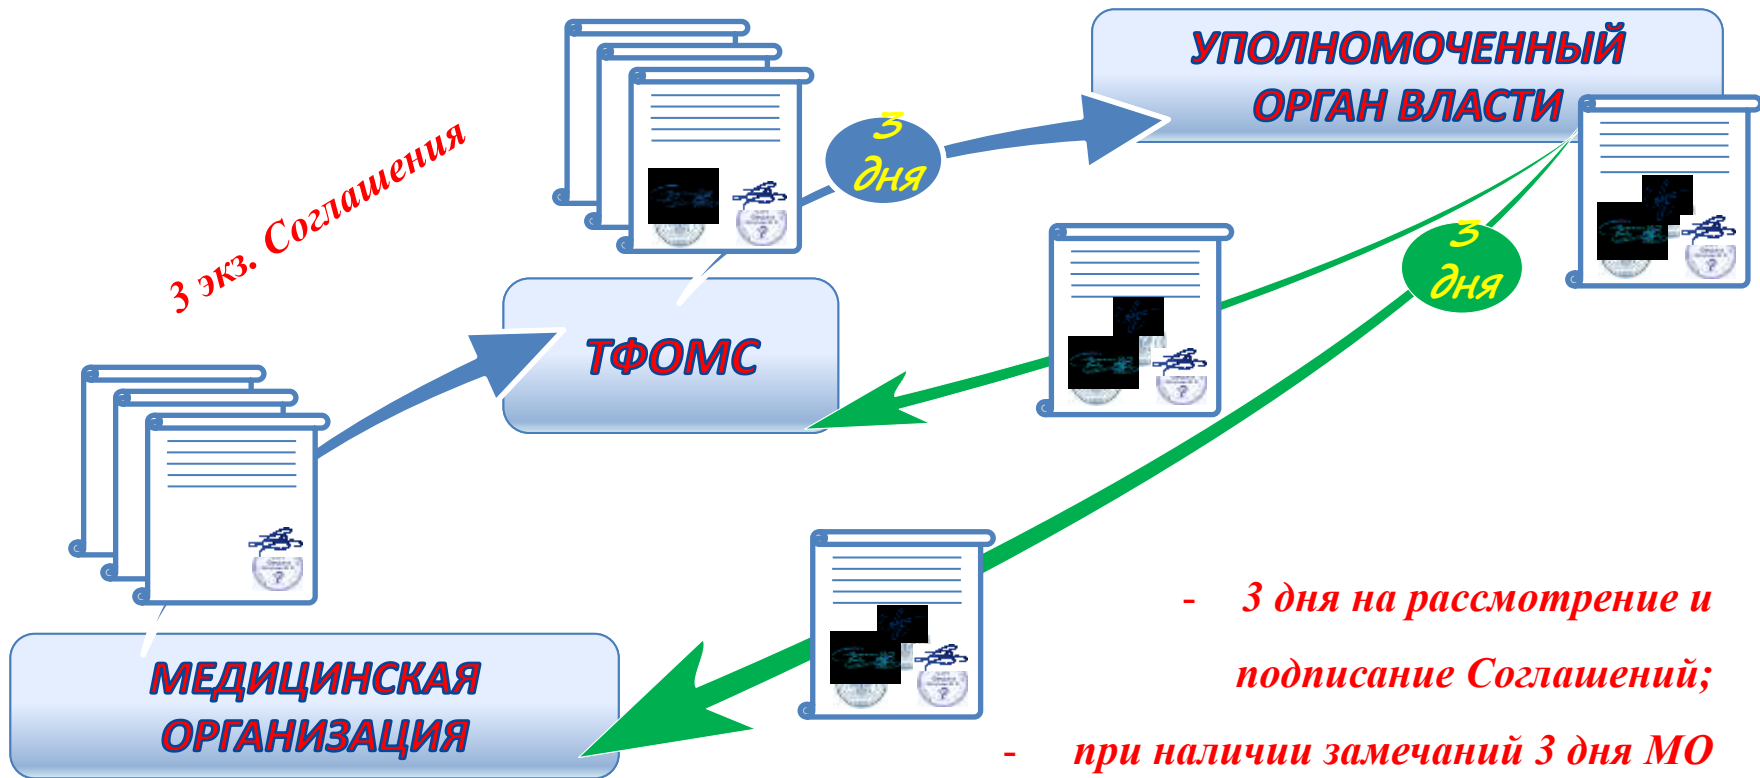 УПОЛНОМОЧЕННЫЙ
ОРГАН ВЛАСТИ
3
дня
3 экз. Соглашения
3
дня
ТФОМС
МЕДИЦИНСКАЯ
ОРГАНИЗАЦИЯ
- 3 дня на рассмотрение и
подписание Соглашений;
- при наличии замечаний 3 дня МО